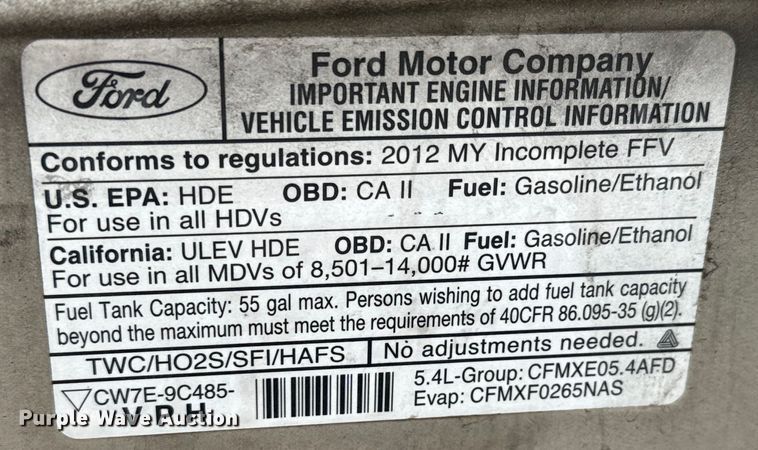 Ford
Ford Motor Company
IMPORTANT ENGINE INFORMATION/
VEHICLE EMISSION CONTROL INFORMATION
Conforms to regulations: 2012 MY Incomplete FFV
U.S. EPA: HDE OBD: CA II Fuel: Gasoline/Ethanol
For use in all HDVs
California: ULEV HDE OBD: CA II Fuel: Gasoline/Ethanol
For use in all MDVs of 8,501–14,000# GVWR
Fuel Tank Capacity: 55 gal max. Persons wishing to add fuel tank capacity
beyond the maximum must meet the requirements of 40CFR 86.095-35 (g)(2).
TWC/HO2S/SFI/HAFS No adjustments needed.
CW7E-9C485-
5.4L-Group: CFMXE05.4AFD
Evap: CFMXF0265NAS
Purple Wave Auction